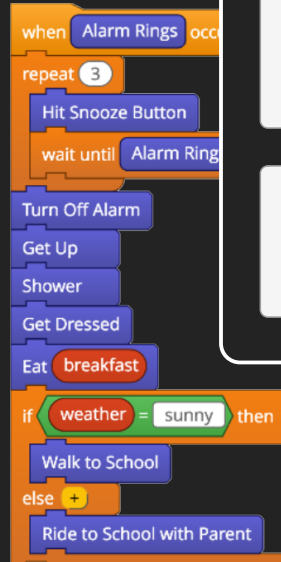 when Alarm Rings
repeat 3
Hit Snooze Button
wait until Alarm Ring
Turn Off Alarm
Get Up
Shower
Get Dressed
Eat breakfast
if weather = sunny then
Walk to School
else +
Ride to School with Parent